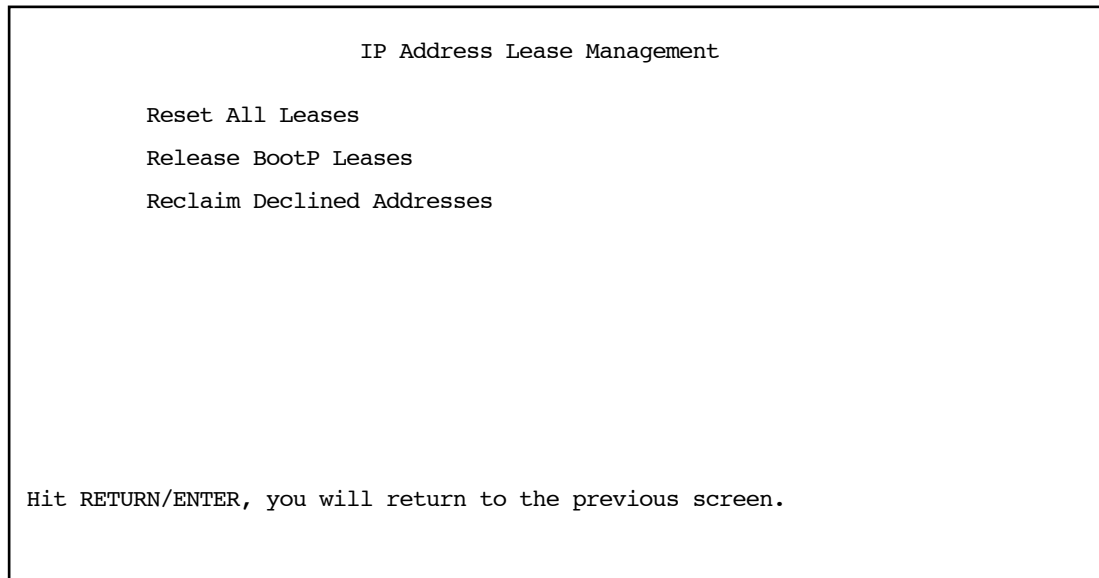 IP Address Lease Management
Reset All Leases
Release BootP Leases
Reclaim Declined Addresses
Hit RETURN/ENTER, you will return to the previous screen.